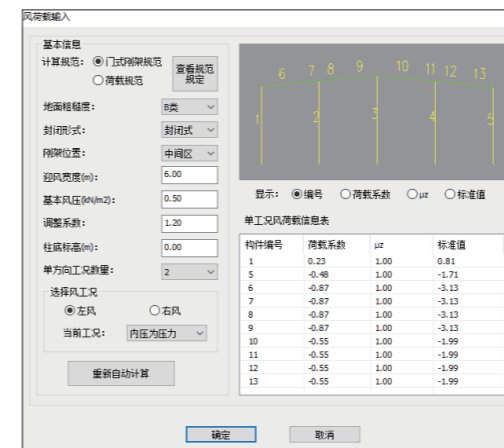 风荷载输入
基本信息
计算规范： 门式刚架规范
荷载规范
查看规范
规定
地面粗糙度： B类
封闭形式： 封闭式
刚架位置： 中间区
迎风宽度(m)： 6.00
基本风压(kN/m2)： 0.50
调整系数： 1.20
柱底标高(m)： 0.00
单方向工况数量： 2
选择风工况
左风 右风
当前工况： 内压为压力
重新自动计算
6 7 8 9 10 11 12 13
1 2 3 4 5
显示： 编号 荷载系数 μz 标准值
单工况风荷载信息表
构件编号 荷载系数 μz 标准值
1 0.23 1.00 0.81
5 -0.48 1.00 -1.71
6 -0.87 1.00 -3.13
7 -0.87 1.00 -3.13
8 -0.87 1.00 -3.13
9 -0.87 1.00 -3.13
10 -0.55 1.00 -1.99
11 -0.55 1.00 -1.99
12 -0.55 1.00 -1.99
13 -0.55 1.00 -1.99
确定 取消